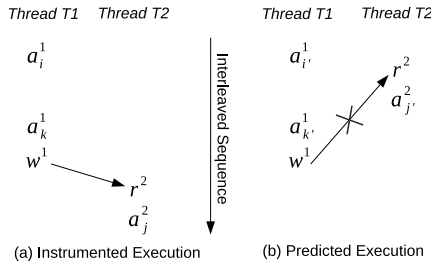 Thread T1 Thread T2 Thread T1 Thread T2
a_i^1 a_{i'}^1
r^2
a_{j'}^2
a_k^1 a_{k'}^1
w^1 w^1
r^2
a_j^2
Interleaved Sequence
(a) Instrumented Execution (b) Predicted Execution